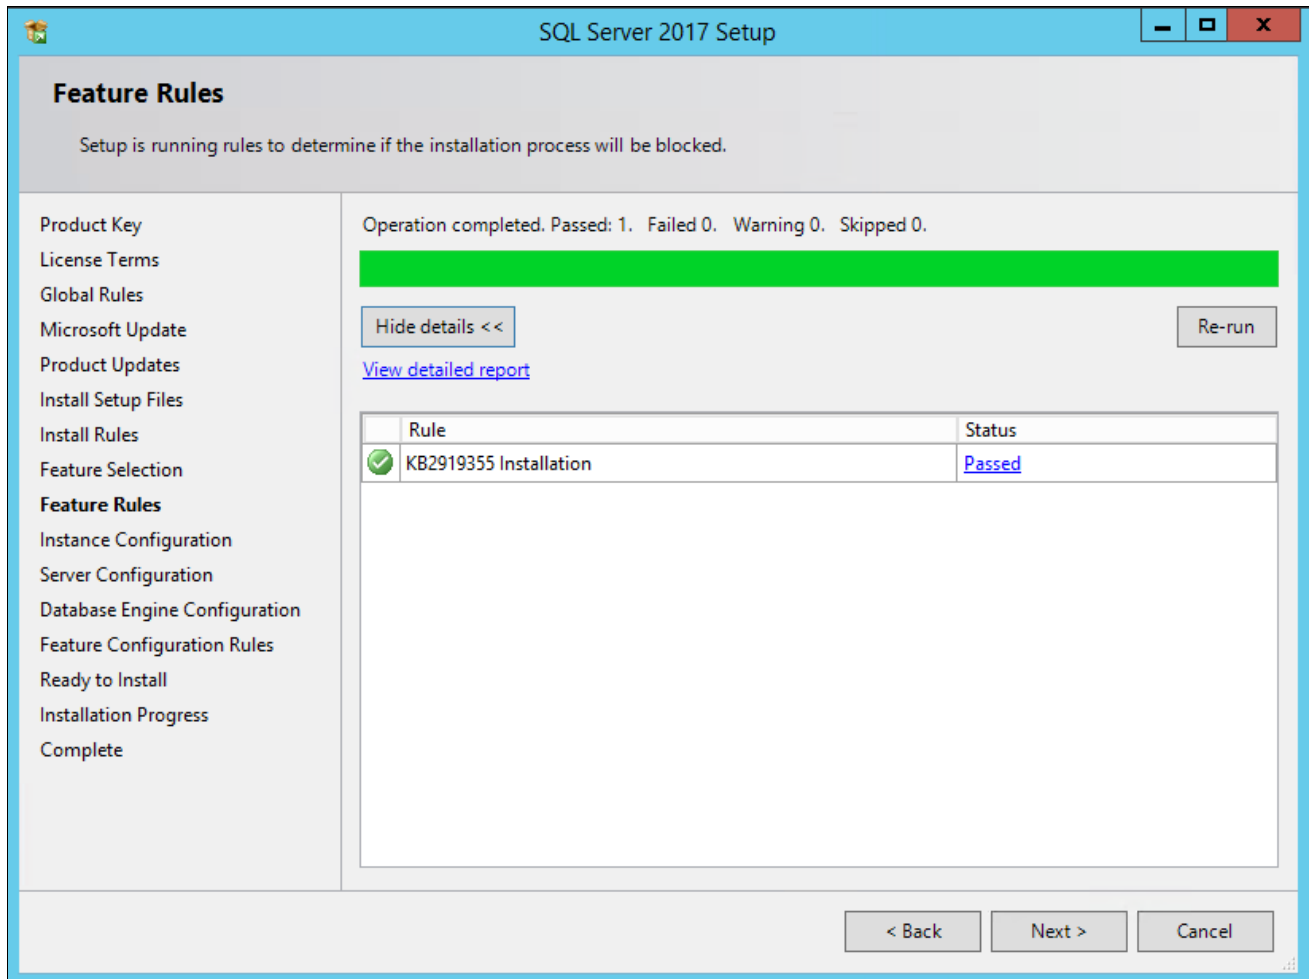 SQL Server 2017 Setup
Feature Rules
Setup is running rules to determine if the installation process will be blocked.
Product Key
License Terms
Global Rules
Microsoft Update
Product Updates
Install Setup Files
Install Rules
Feature Selection
Feature Rules
Instance Configuration
Server Configuration
Database Engine Configuration
Feature Configuration Rules
Ready to Install
Installation Progress
Complete
Operation completed. Passed: 1.   Failed 0.   Warning 0.   Skipped 0.
Hide details <<
Re-run
View detailed report
Rule Status
KB2919355 Installation Passed
< Back Next > Cancel